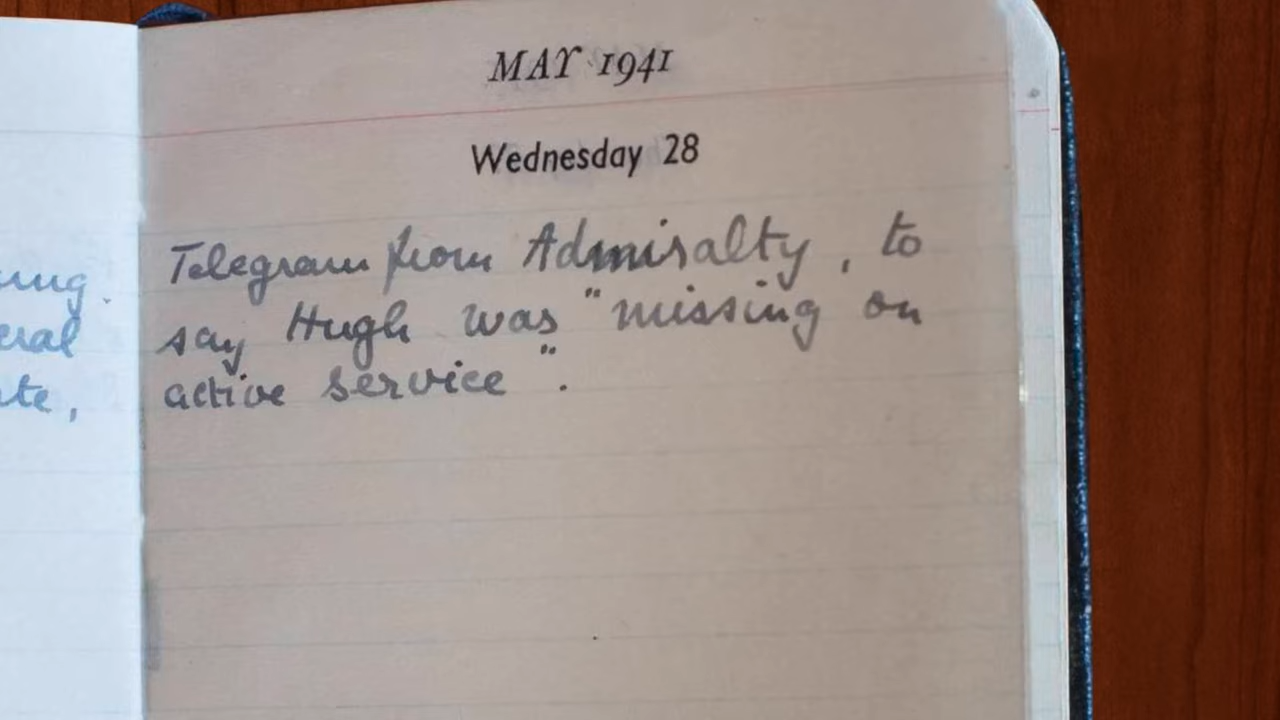 MAY 1941
Wednesday 28
Telegram from Admiralty, to
say Hugh was "missing on
active service".